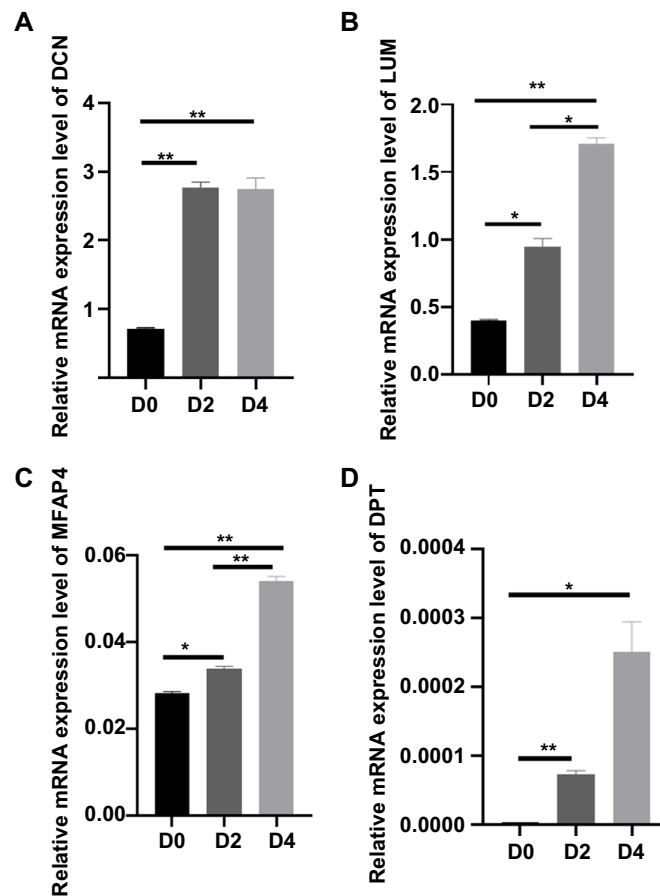 A
Relative mRNA expression level of DCN
4
3
2
1
**
**
D0 D2 D4
B
Relative mRNA expression level of LUM
2.0
1.5
1.0
0.5
0.0
**
*
*
D0 D2 D4
C
Relative mRNA expression level of MFAP4
0.06
0.04
0.02
0.00
**
**
*
D0 D2 D4
D
Relative mRNA expression level of DPT
0.0004
0.0003
0.0002
0.0001
0.0000
*
**
D0 D2 D4